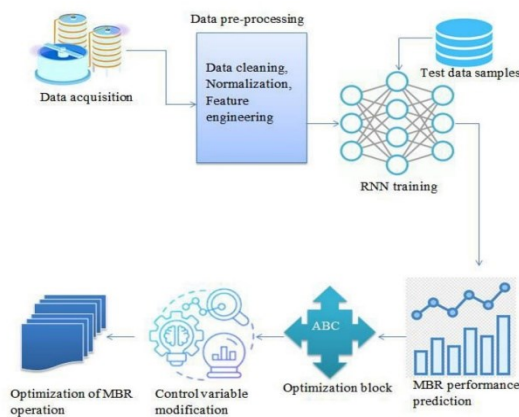 Data pre-processing
Data acquisition
Data cleaning,
Normalization,
Feature
engineering
Test data samples
RNN training
Optimization of MBR
operation
Control variable
modification
ABC
Optimization block
MBR performance
prediction